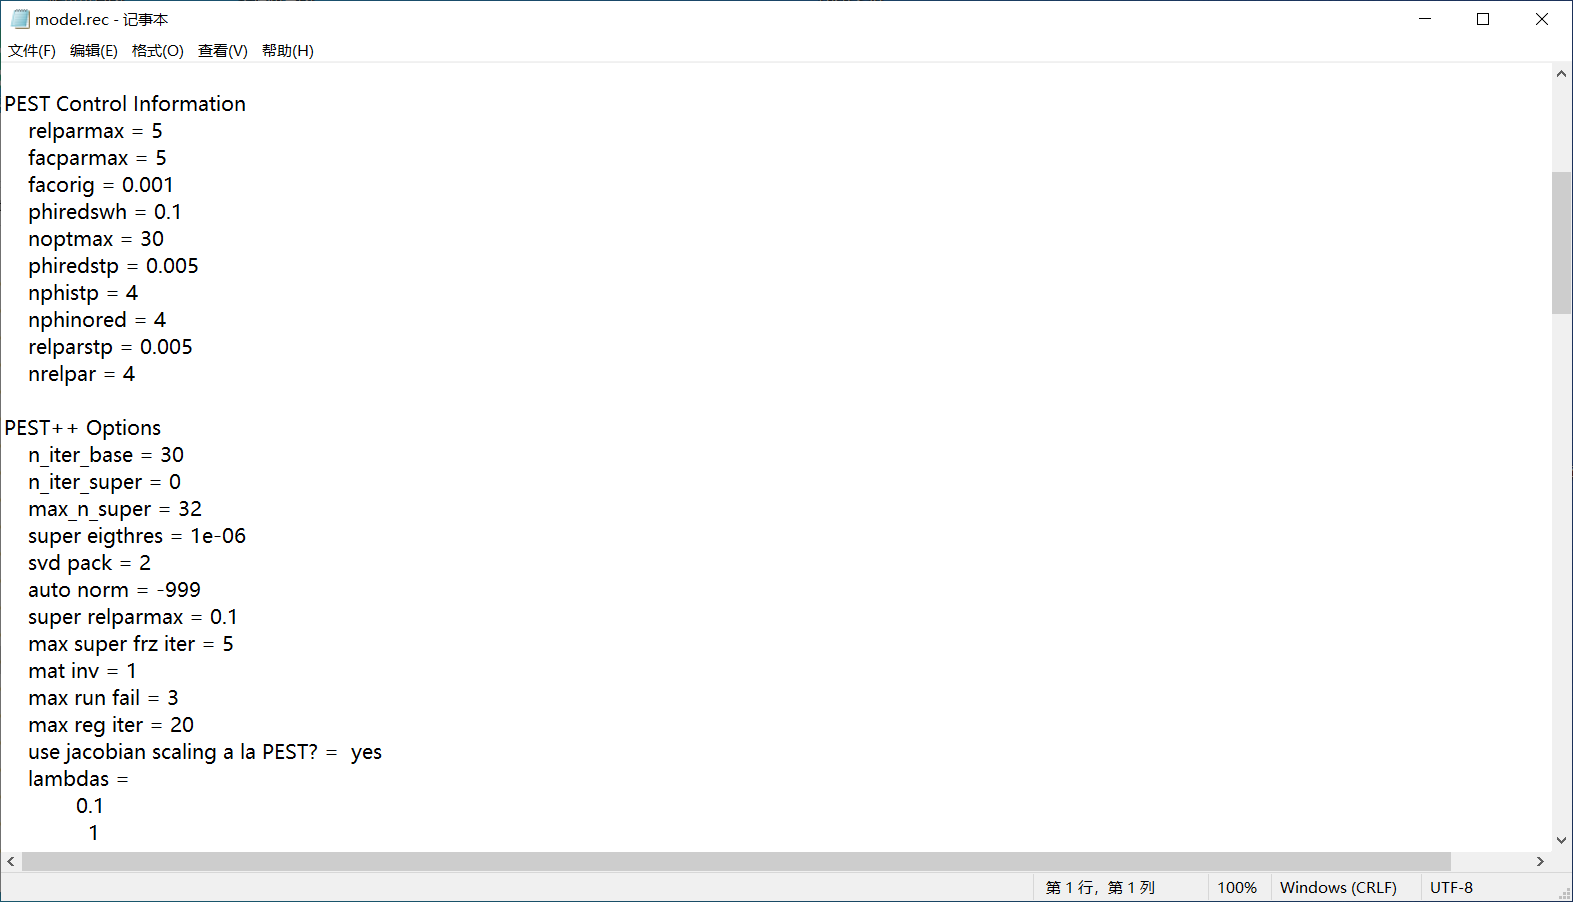 model.rec - 记事本
文件(F) 编辑(E) 格式(O) 查看(V) 帮助(H)
PEST Control Information
relparmax = 5
facparmax = 5
facorig = 0.001
phiredswh = 0.1
noptmax = 30
phiredstp = 0.005
nphistp = 4
nphinored = 4
relparstp = 0.005
nrelpar = 4
PEST++ Options
n_iter_base = 30
n_iter_super = 0
max_n_super = 32
super eigthres = 1e-06
svd pack = 2
auto norm = -999
super relparmax = 0.1
max super frz iter = 5
mat inv = 1
max run fail = 3
max reg iter = 20
use jacobian scaling a la PEST? =  yes
lambdas =
0.1
1
第 1 行，第 1 列 100% Windows (CRLF) UTF-8